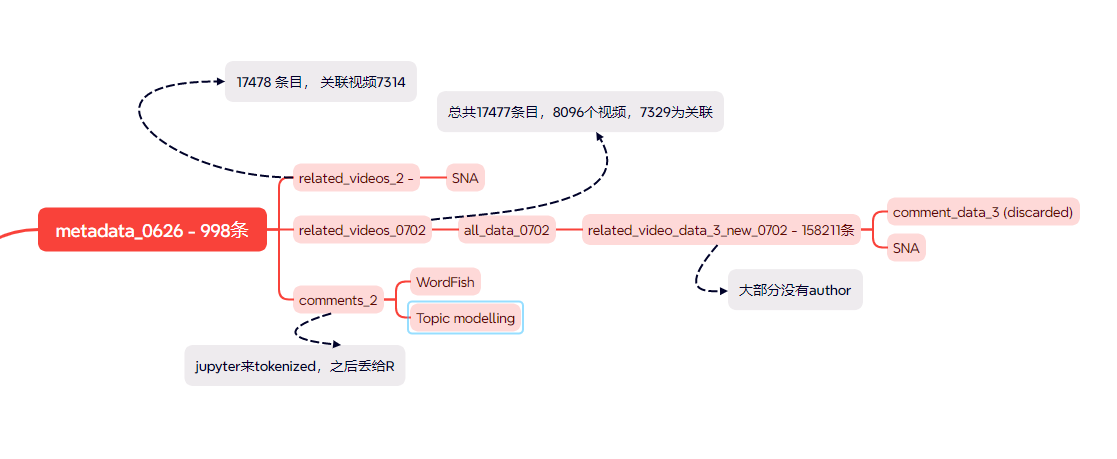 17478 条目， 关联视频7314
总共17477条目，8096个视频，7329为关联
related_videos_2 -
SNA
metadata_0626 - 998条
related_videos_0702
all_data_0702
related_video_data_3_new_0702 - 158211条
comment_data_3 (discarded)
SNA
大部分没有author
comments_2
WordFish
Topic modelling
jupyter来tokenized，之后丢给R